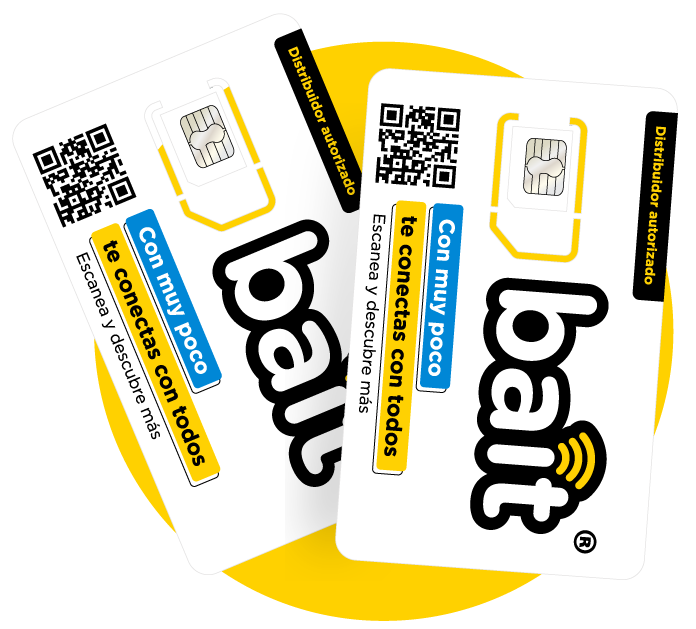 Distribuidor autorizado
bait
Con muy poco
te conectas con todos
Escanea y descubre más
Distribuidor autorizado
bait®
Con muy poco
te conectas con todos
Escanea y descubre más